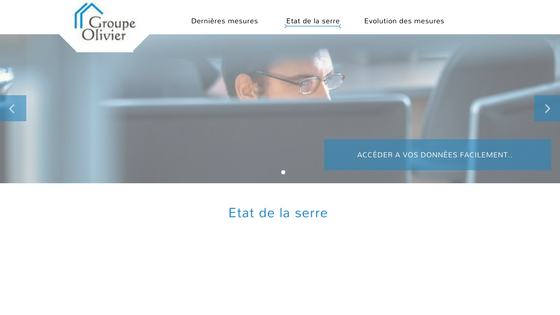 Groupe
Olivier
Dernières mesures
Etat de la serre
Evolution des mesures
ACCÉDER A VOS DONNÉES FACILEMENT..
Etat de la serre